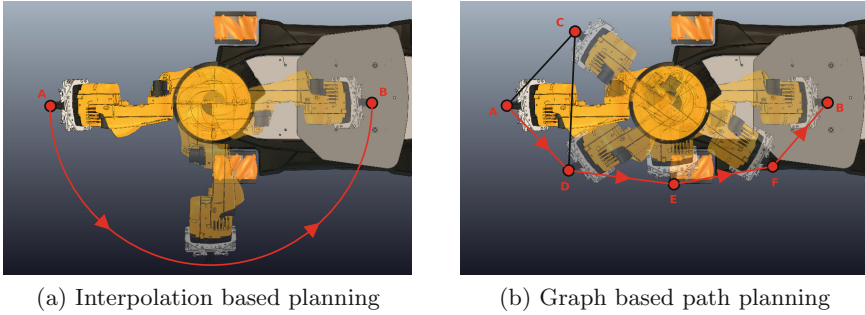 A
B
C
A
B
D
E
F
(a) Interpolation based planning
(b) Graph based path planning